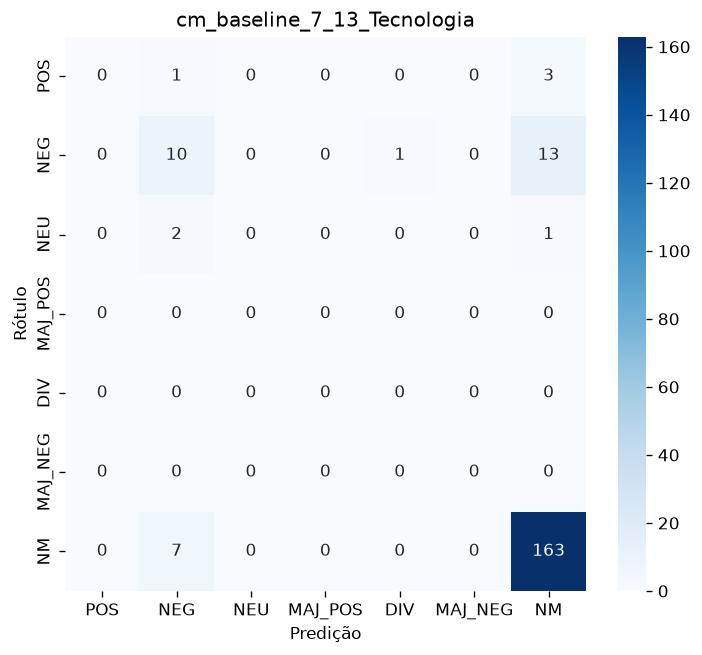 cm_baseline_7_13_Tecnologia
POS 0 1 0 0 0 0 3
NEG 0 10 0 0 1 0 13
NEU 0 2 0 0 0 0 1
MAJ_POS 0 0 0 0 0 0 0
DIV 0 0 0 0 0 0 0
MAJ_NEG 0 0 0 0 0 0 0
NM 0 7 0 0 0 0 163
POS NEG NEU MAJ_POS DIV MAJ_NEG NM
Predição
Rótulo
160
140
120
100
80
60
40
20
0